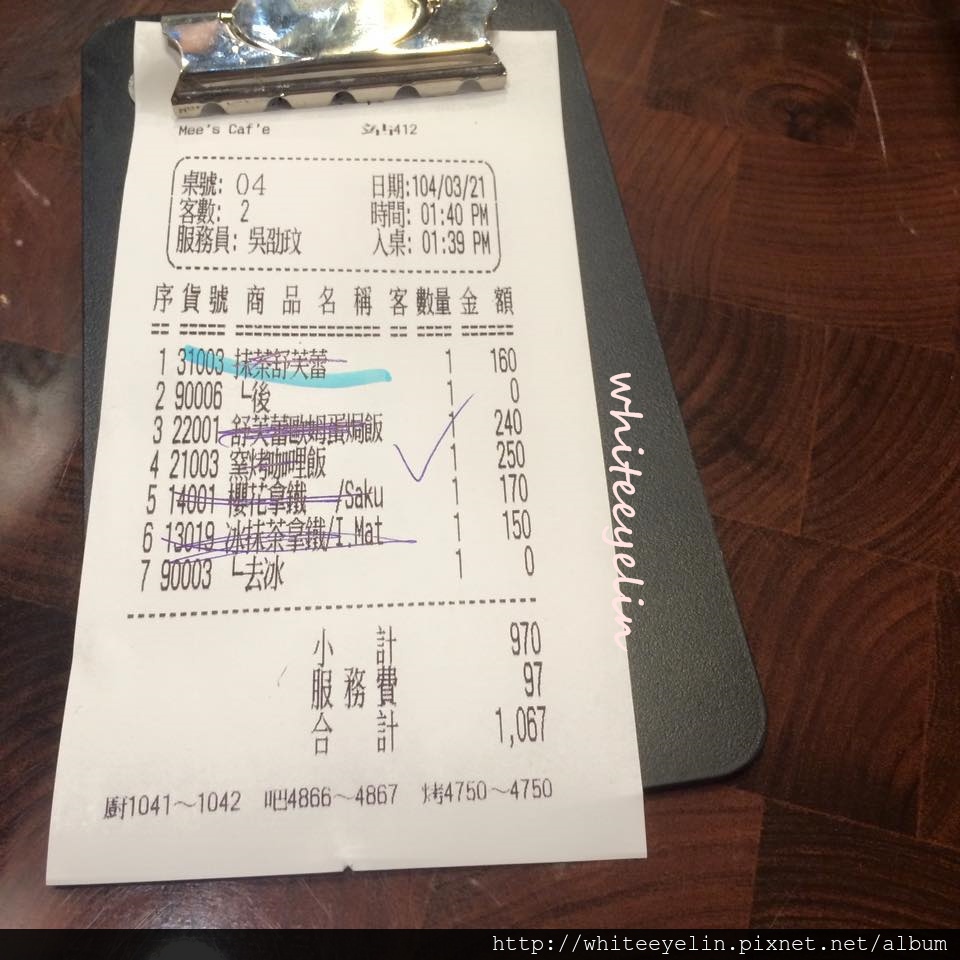 Mee's Caf'e 412
桌號: 04 日期:104/03/21
客數: 2 時間: 01:40 PM
服務員: 吳劭玟 入桌: 01:39 PM
序 貨 號 商 品 名 稱 客 數量 金 額
1 31003 抹茶舒芙蕾 1 160
2 90006 └後 1 0
3 22001 舒芙蕾歐姆蛋焗飯 1 240
4 21003 窯烤咖哩飯 1 250
5 14001 櫻花拿鐵 /Saku 1 170
6 13019 冰抹茶拿鐵/I.Mat 1 150
7 90003 └去冰 1 0
小 計 970
服 務 費 97
合 計 1,067
廚1041～1042 吧4866～4867 烤4750～4750
whiteeyelin
http://whiteeyelin.pixnet.net/album